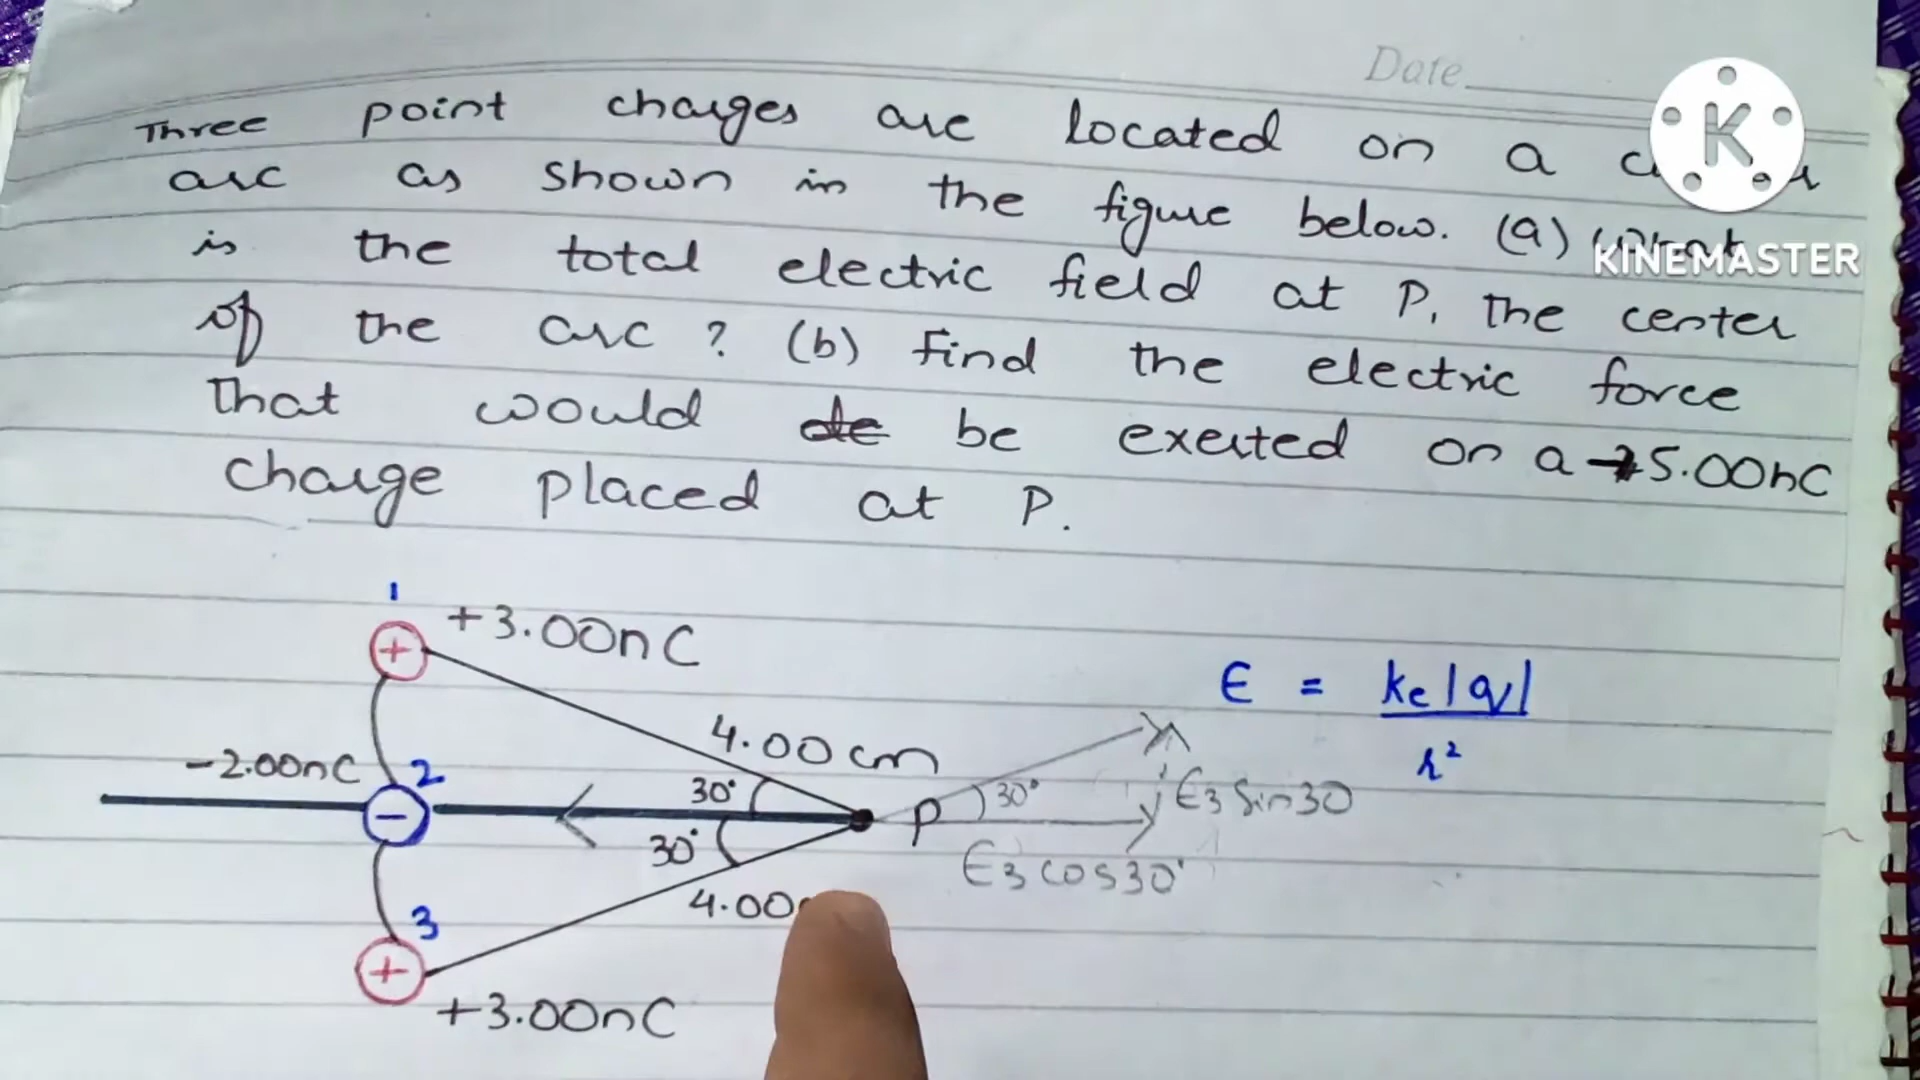 Date
Three point charges are located on a
arc as shown in the figure below. (a) What
KINEMASTER
is the total electric field at P, the center
of the arc ? (b) Find the electric force
that would be exerted on a 5.00nC
charge placed at P.
1
+3.00nC
E = ke|q|
r²
4.00cm
-2.00nC
2
30°
P
30°
E3 Sin30
30°
E3 cos30°
4.00
3
+3.00nC
K